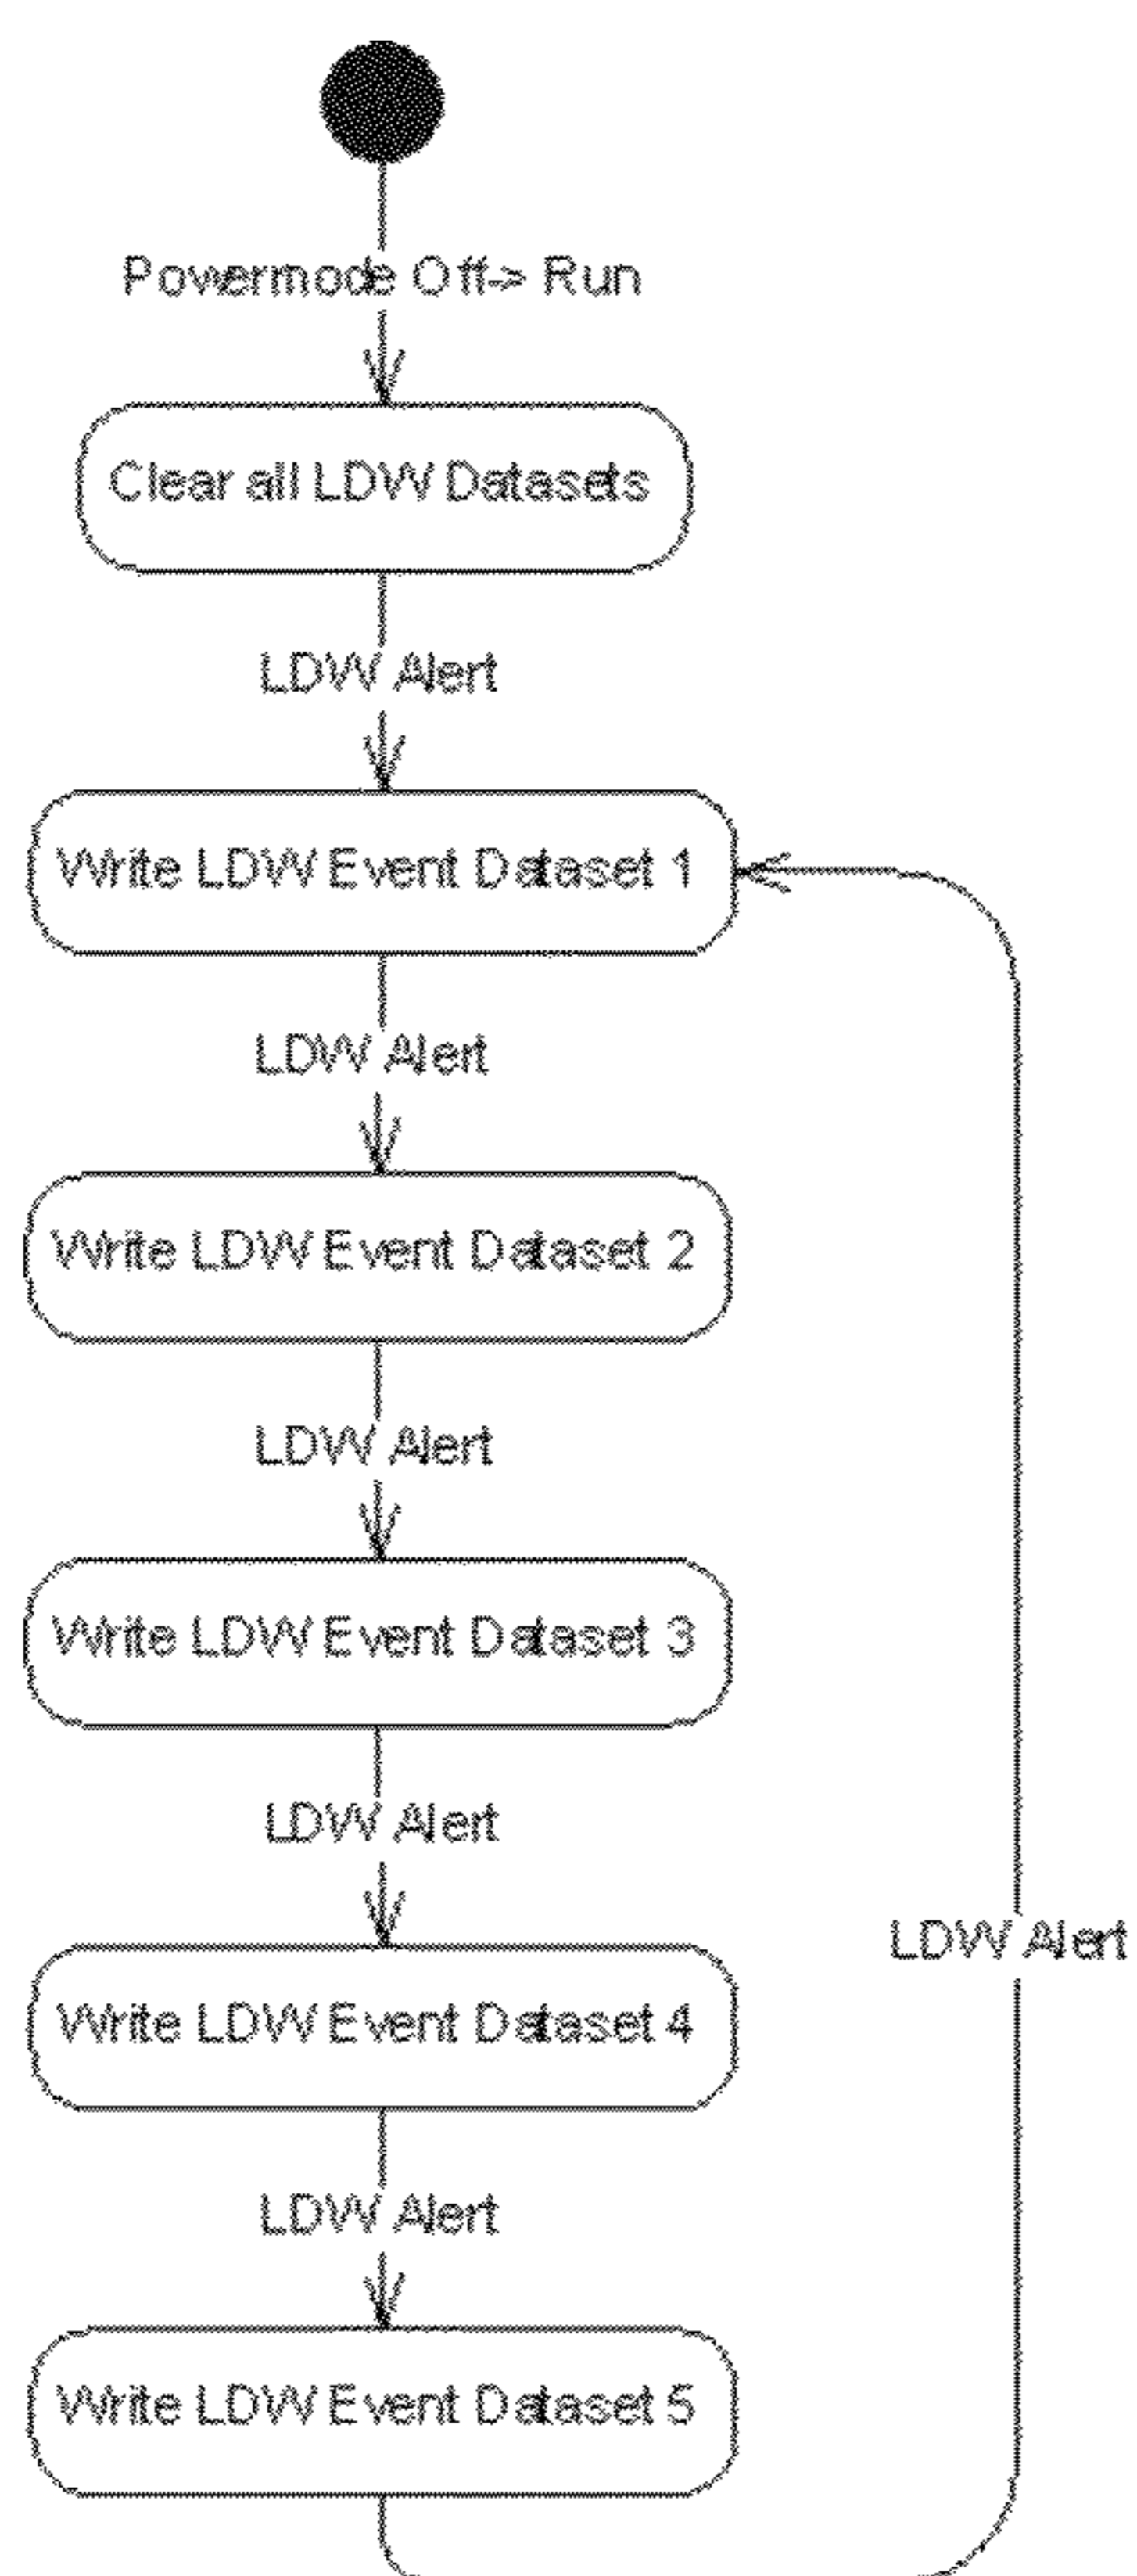 Powermode Off-> Run
Clear all LDW Datasets
LDW Alert
Write LDW Event Dataset 1
LDW Alert
Write LDW Event Dataset 2
LDW Alert
Write LDW Event Dataset 3
LDW Alert
Write LDW Event Dataset 4
LDW Alert
LDW Alert
Write LDW Event Dataset 5